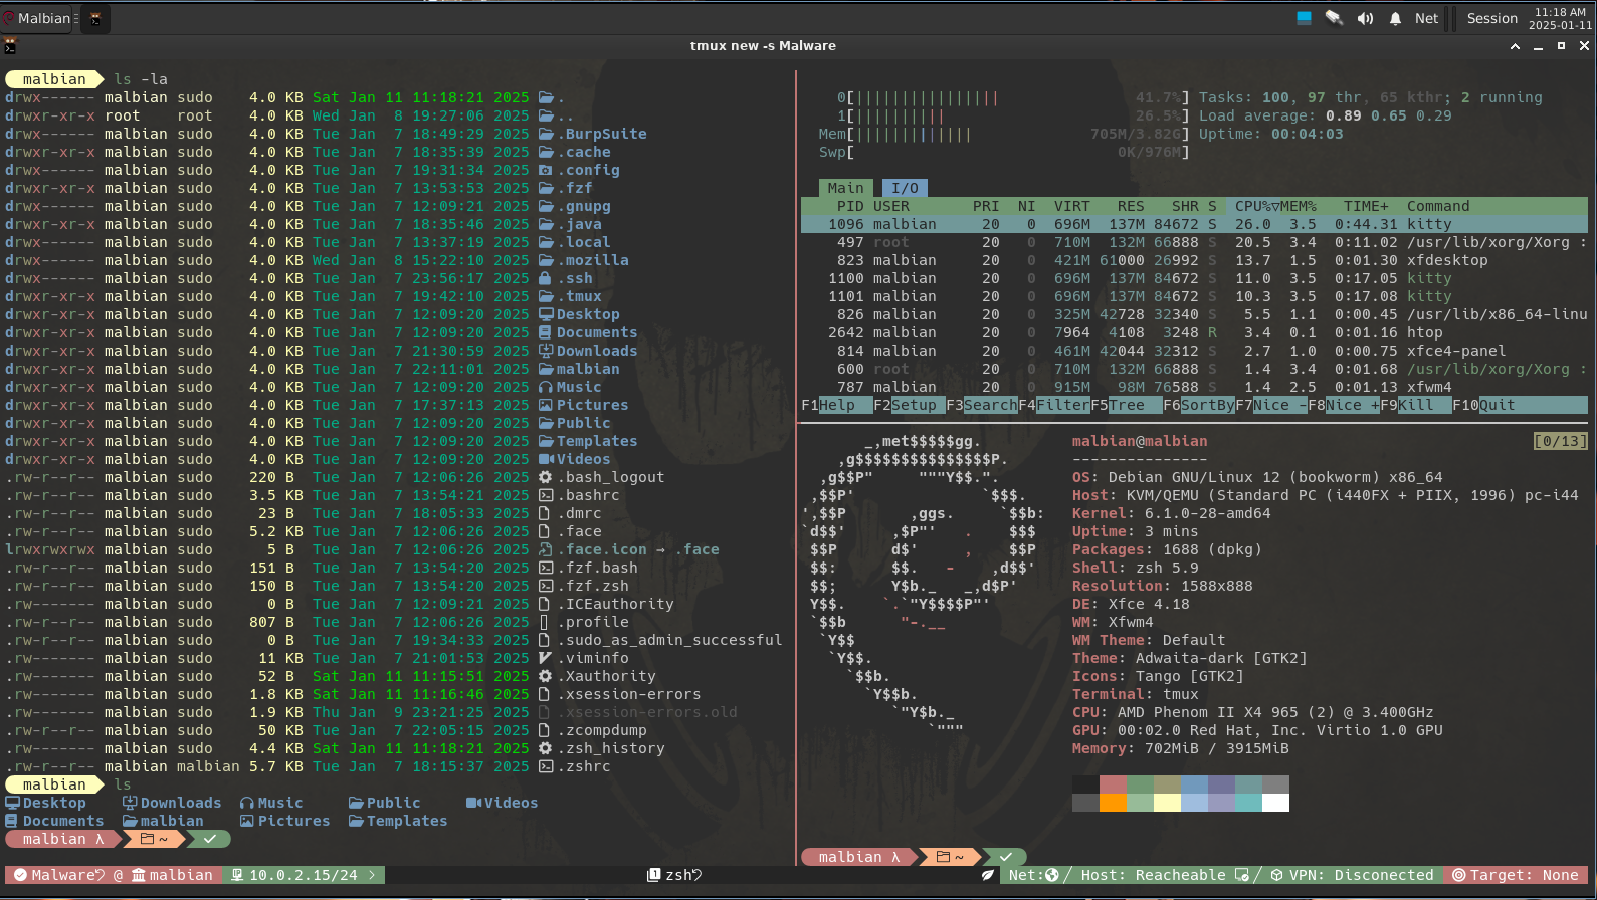 Malbian
Net Session 11:18 AM
2025-01-11
tmux new -s Malware
malbian ls -la
drwx------ malbian sudo 4.0 KB Sat Jan 11 11:18:21 2025 .
drwxr-xr-x root root 4.0 KB Wed Jan 8 19:27:06 2025 ..
drwx------ malbian sudo 4.0 KB Tue Jan 7 18:49:29 2025 .BurpSuite
drwxr-xr-x malbian sudo 4.0 KB Tue Jan 7 18:35:39 2025 .cache
drwxr-xr-x malbian sudo 4.0 KB Tue Jan 7 19:31:34 2025 .config
drwxr-xr-x malbian sudo 4.0 KB Tue Jan 7 13:53:53 2025 .fzf
drwx------ malbian sudo 4.0 KB Tue Jan 7 12:09:21 2025 .gnupg
drwxr-xr-x malbian sudo 4.0 KB Tue Jan 7 18:35:46 2025 .java
drwx------ malbian sudo 4.0 KB Tue Jan 7 13:37:19 2025 .local
drwx------ malbian sudo 4.0 KB Wed Jan 8 15:22:10 2025 .mozilla
drwx------ malbian sudo 4.0 KB Tue Jan 7 23:56:17 2025 .ssh
drwxr-xr-x malbian sudo 4.0 KB Tue Jan 7 19:42:10 2025 .tmux
drwxr-xr-x malbian sudo 4.0 KB Tue Jan 7 12:09:20 2025 Desktop
drwxr-xr-x malbian sudo 4.0 KB Tue Jan 7 12:09:20 2025 Documents
drwxr-xr-x malbian sudo 4.0 KB Tue Jan 7 21:30:59 2025 Downloads
drwxr-xr-x malbian sudo 4.0 KB Tue Jan 7 22:11:01 2025 malbian
drwxr-xr-x malbian sudo 4.0 KB Tue Jan 7 12:09:20 2025 Music
drwxr-xr-x malbian sudo 4.0 KB Tue Jan 7 17:37:13 2025 Pictures
drwxr-xr-x malbian sudo 4.0 KB Tue Jan 7 12:09:20 2025 Public
drwxr-xr-x malbian sudo 4.0 KB Tue Jan 7 12:09:20 2025 Templates
drwxr-xr-x malbian sudo 4.0 KB Tue Jan 7 12:09:20 2025 Videos
.rw-r--r-- malbian sudo 220 B Tue Jan 7 12:06:26 2025 .bash_logout
.rw-r--r-- malbian sudo 3.5 KB Tue Jan 7 13:54:21 2025 .bashrc
.rw-r--r-- malbian sudo 23 B Tue Jan 7 18:05:33 2025 .dmrc
.rw-r--r-- malbian sudo 5.2 KB Tue Jan 7 12:06:26 2025 .face
lrwxrwxrwx malbian sudo 5 B Tue Jan 7 12:06:26 2025 .face.icon → .face
.rw-r--r-- malbian sudo 151 B Tue Jan 7 13:54:20 2025 .fzf.bash
.rw-r--r-- malbian sudo 150 B Tue Jan 7 13:54:20 2025 .fzf.zsh
.rw------- malbian sudo 0 B Tue Jan 7 12:09:21 2025 .ICEauthority
.rw-r--r-- malbian sudo 807 B Tue Jan 7 12:06:26 2025 .profile
.rw-r--r-- malbian sudo 0 B Tue Jan 7 19:34:33 2025 .sudo_as_admin_successful
.rw------- malbian sudo 11 KB Tue Jan 7 21:01:53 2025 .viminfo
.rw------- malbian sudo 52 B Sat Jan 11 11:15:51 2025 .Xauthority
.rw------- malbian sudo 1.8 KB Sat Jan 11 11:16:46 2025 .xsession-errors
.rw------- malbian sudo 1.9 KB Thu Jan 9 23:21:25 2025 .xsession-errors.old
.rw-r--r-- malbian sudo 50 KB Tue Jan 7 22:05:15 2025 .zcompdump
.rw------- malbian sudo 4.4 KB Sat Jan 11 11:18:21 2025 .zsh_history
.rw-r--r-- malbian malbian 5.7 KB Tue Jan 7 18:15:37 2025 .zshrc
malbian ls
Desktop Downloads Music Public Videos
Documents malbian Pictures Templates
malbian λ ~ ✓
0[||||||||||||||||41.7%] Tasks: 100, 97 thr, 65 kthr; 2 running
1[||||||||||26.5%] Load average: 0.89 0.65 0.29
Mem[|||||||||||||705M/3.82G] Uptime: 00:04:03
Swp[0K/976M]
Main I/O
PID USER PRI NI VIRT RES SHR S CPU%▽MEM% TIME+ Command
1096 malbian 20 0 696M 137M 84672 S 26.0 3.5 0:44.31 kitty
497 root 20 0 710M 132M 66888 S 20.5 3.4 0:11.02 /usr/lib/xorg/Xorg :
823 malbian 20 0 421M 61000 26992 S 13.7 1.5 0:01.30 xfdesktop
1100 malbian 20 0 696M 137M 84672 S 11.0 3.5 0:17.05 kitty
1101 malbian 20 0 696M 137M 84672 S 10.3 3.5 0:17.08 kitty
826 malbian 20 0 325M 42728 32340 S 5.5 1.1 0:00.45 /usr/lib/x86_64-linu
2642 malbian 20 0 7964 4108 3248 R 3.4 0.1 0:01.16 htop
814 malbian 20 0 461M 42044 32312 S 2.7 1.0 0:00.75 xfce4-panel
600 root 20 0 710M 132M 66888 S 1.4 3.4 0:01.68 /usr/lib/xorg/Xorg :
787 malbian 20 0 915M 98M 76588 S 1.4 2.5 0:01.13 xfwm4
F1Help F2Setup F3SearchF4FilterF5Tree F6SortByF7Nice -F8Nice +F9Kill F10Quit
_,met$$$$$gg. malbian@malbian [0/13]
,g$$$$$$$$$$$$$$$P. ---------------
,g$$P" """Y$$.". OS: Debian GNU/Linux 12 (bookworm) x86_64
,$$P' `$$$. Host: KVM/QEMU (Standard PC (i440FX + PIIX, 1996) pc-i44
',$$P ,ggs. `$$b: Kernel: 6.1.0-28-amd64
`d$$' ,$P"' . $$$ Uptime: 3 mins
$$P d$' , $$P Packages: 1688 (dpkg)
$$: $$. - ,d$$' Shell: zsh 5.9
$$; Y$b._ _,d$P' Resolution: 1588x888
Y$$. `.`"Y$$$$P"' DE: Xfce 4.18
`$$b "-.__ WM: Xfwm4
`Y$$ WM Theme: Default
`Y$$. Theme: Adwaita-dark [GTK2]
`$$b. Icons: Tango [GTK2]
`Y$$b. Terminal: tmux
`"Y$b._ CPU: AMD Phenom II X4 965 (2) @ 3.400GHz
`""" GPU: 00:02.0 Red Hat, Inc. Virtio 1.0 GPU
Memory: 702MiB / 3915MiB
malbian λ ~ ✓
Malware @ malbian 10.0.2.15/24 1 zsh Net: / Host: Reacheable / VPN: Disconected Target: None